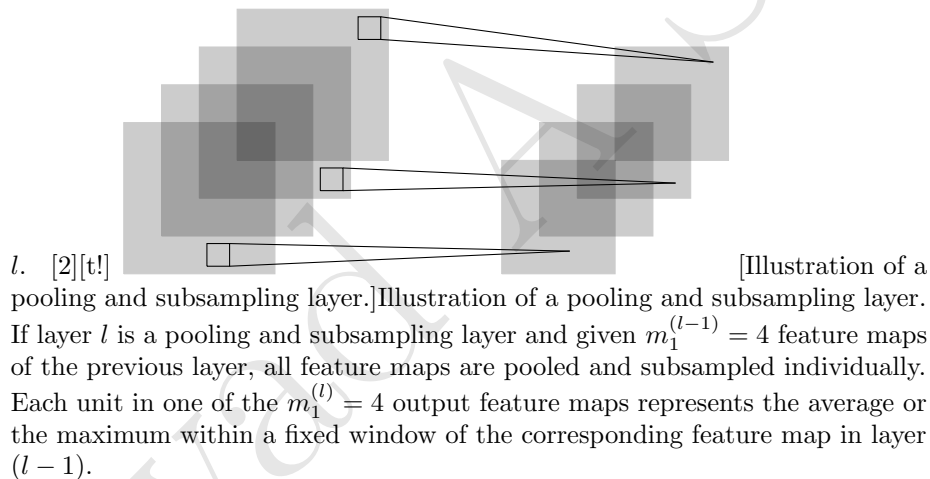 l. [2][t!] [Illustration of a
pooling and subsampling layer.]Illustration of a pooling and subsampling layer.
If layer l is a pooling and subsampling layer and given m_1^{(l−1)} = 4 feature maps
of the previous layer, all feature maps are pooled and subsampled individually.
Each unit in one of the m_1^{(l)} = 4 output feature maps represents the average or
the maximum within a fixed window of the corresponding feature map in layer
(l − 1).